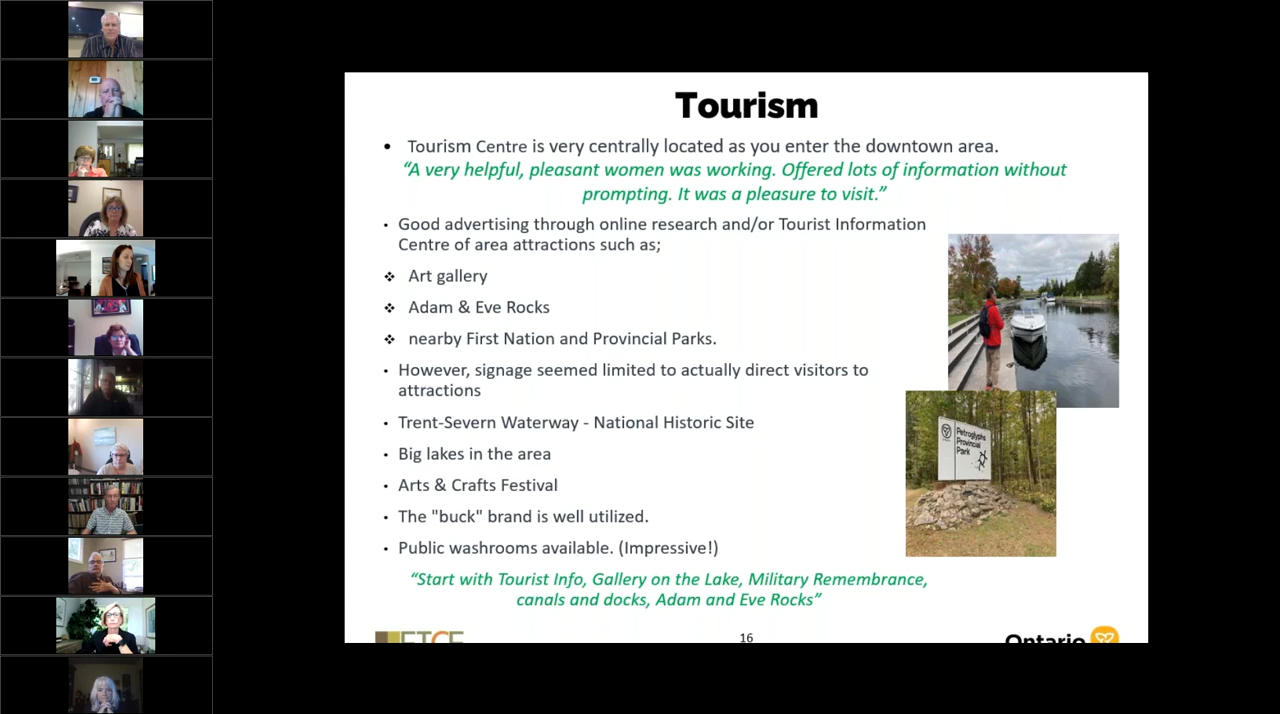 Tourism
• Tourism Centre is very centrally located as you enter the downtown area.
“A very helpful, pleasant women was working. Offered lots of information without
prompting. It was a pleasure to visit.”
• Good advertising through online research and/or Tourist Information
Centre of area attractions such as;
❖ Art gallery
❖ Adam & Eve Rocks
❖ nearby First Nation and Provincial Parks.
• However, signage seemed limited to actually direct visitors to
attractions
• Trent-Severn Waterway - National Historic Site
• Big lakes in the area
• Arts & Crafts Festival
• The "buck" brand is well utilized.
• Public washrooms available. (Impressive!)
“Start with Tourist Info, Gallery on the Lake, Military Remembrance,
canals and docks, Adam and Eve Rocks”
Petroglyphs
Provincial
Park
16
Ontario